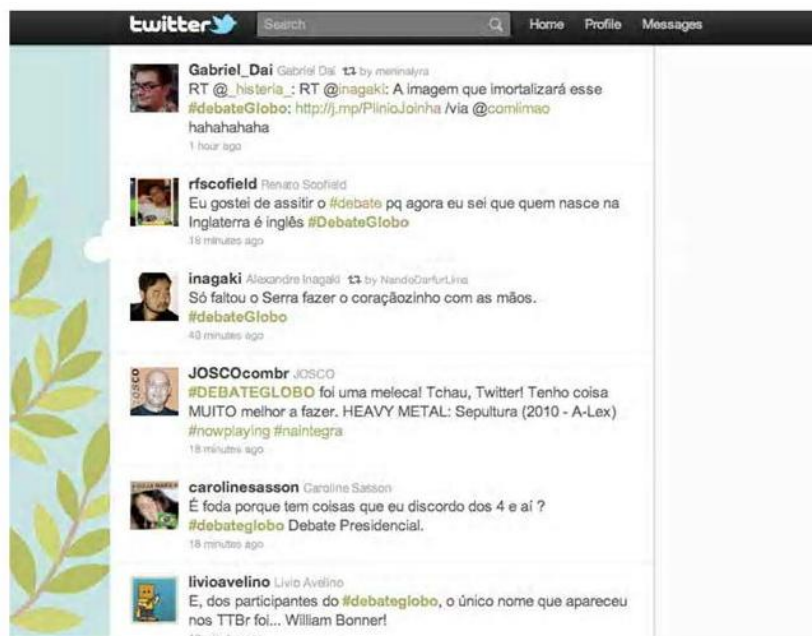 twitter Search Home Profile Messages
Gabriel_Dai Gabriel Dai by meninalyra
RT @_histeria_: RT @inagaki: A imagem que imortalizará esse
#debateGlobo: http://j.mp/PlinioJoinha /via @comlimao
hahahahaha
1 hour ago
rfscofield Renato Scofield
Eu gostei de assitir o #debate pq agora eu sei que quem nasce na
Inglaterra é inglês #DebateGlobo
18 minutes ago
inagaki Alexandre Inagaki by NandoDarfurLima
Só faltou o Serra fazer o coraçãozinho com as mãos.
#debateGlobo
minutes ago
JOSCO
JOSCOcombr JOSCO
#DEBATEGLOBO foi uma meleca! Tchau, Twitter! Tenho coisa
MUITO melhor a fazer. HEAVY METAL: Sepultura (2010 - A-Lex)
#nowplaying #naintegra
18 minutes ago
carolinesasson Caroline Sasson
É foda porque tem coisas que eu discordo dos 4 e aí ?
#debateglobo Debate Presidencial.
18 minutes ago
livioavelino Livio Avelino
E, dos participantes do #debateglobo, o único nome que apareceu
nos TTBr foi... William Bonner!